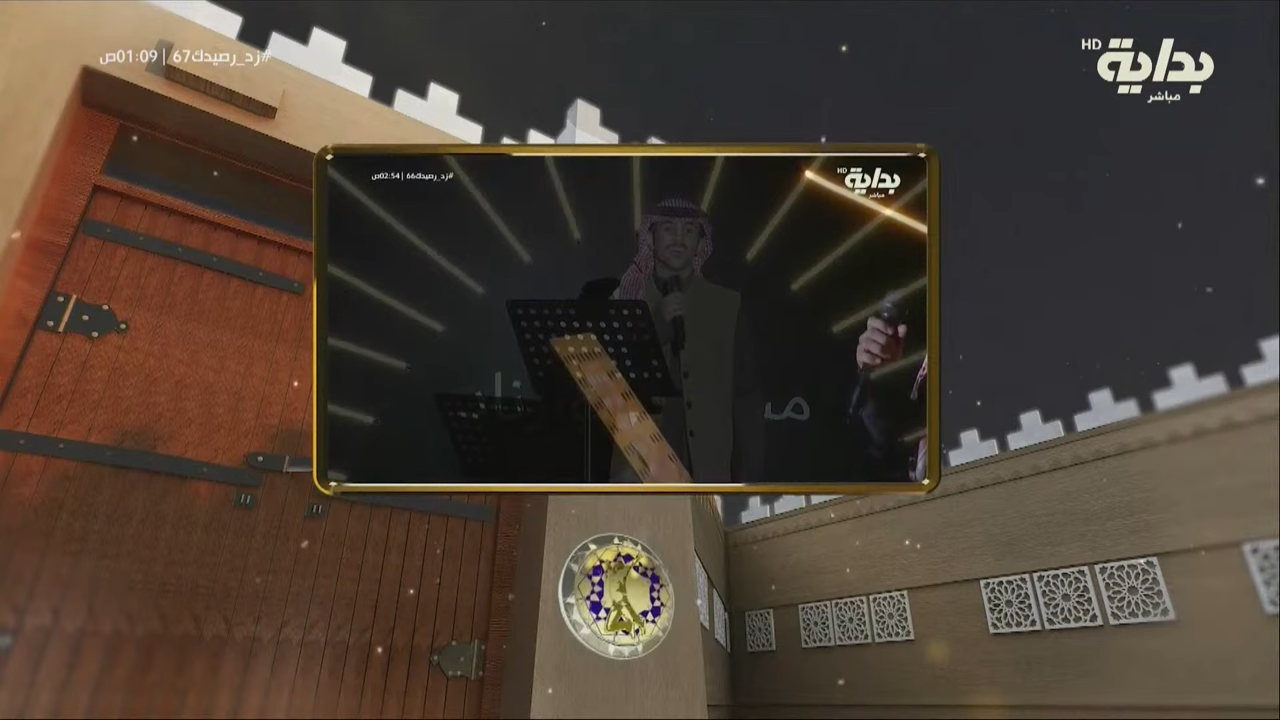 #زد_رصيدك67 | 01:09ص
بداية HD
مباشر
#زد_رصيدك66 | 02:54ص
بداية HD
مباشر